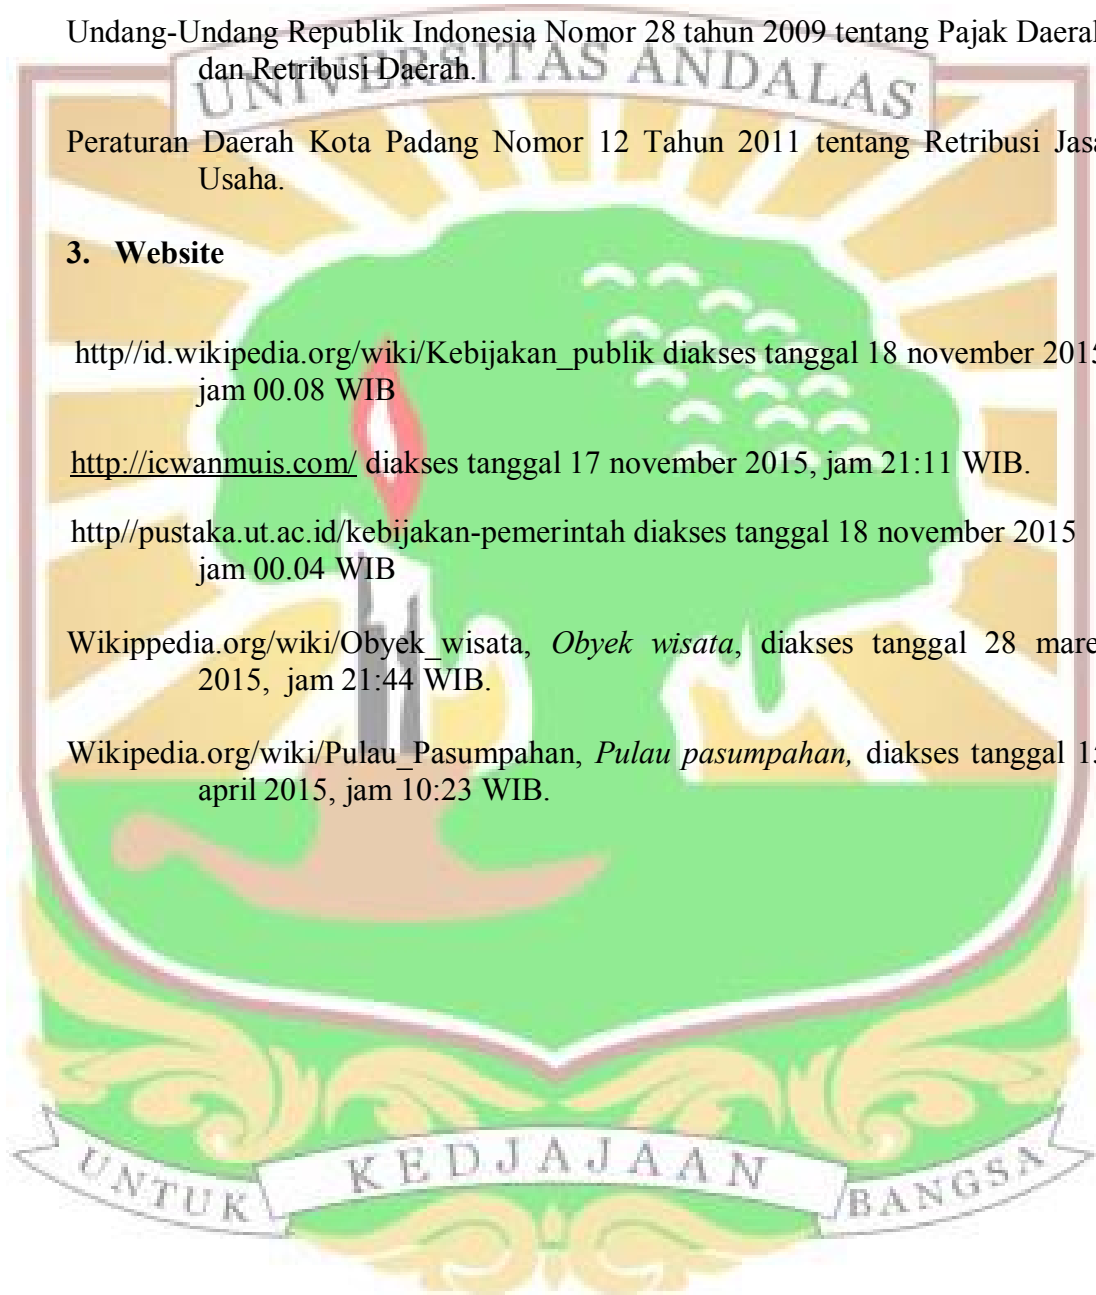 Undang-Undang Republik Indonesia Nomor 28 tahun 2009 tentang Pajak Daerah
dan Retribusi Daerah.
UNIVERSITAS ANDALAS
Peraturan Daerah Kota Padang Nomor 12 Tahun 2011 tentang Retribusi Jasa
Usaha.
3. Website
http//id.wikipedia.org/wiki/Kebijakan_publik diakses tanggal 18 november 2015
jam 00.08 WIB
http://icwanmuis.com/ diakses tanggal 17 november 2015, jam 21:11 WIB.
http//pustaka.ut.ac.id/kebijakan-pemerintah diakses tanggal 18 november 2015
jam 00.04 WIB
Wikippedia.org/wiki/Obyek_wisata, Obyek wisata, diakses tanggal 28 mare
2015, jam 21:44 WIB.
Wikipedia.org/wiki/Pulau_Pasumpahan, Pulau pasumpahan, diakses tanggal
april 2015, jam 10:23 WIB.
UNTUK KEDJAJAAN BANGSA